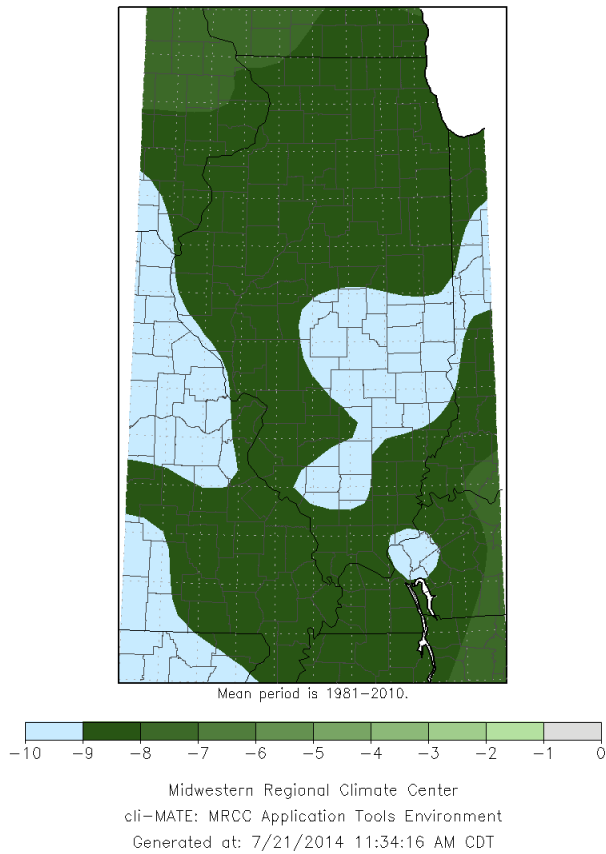 Mean period is 1981-2010.
-10 -9 -8 -7 -6 -5 -4 -3 -2 -1 0
Midwestern Regional Climate Center
cli-MATE: MRCC Application Tools Environment
Generated at: 7/21/2014 11:34:16 AM CDT